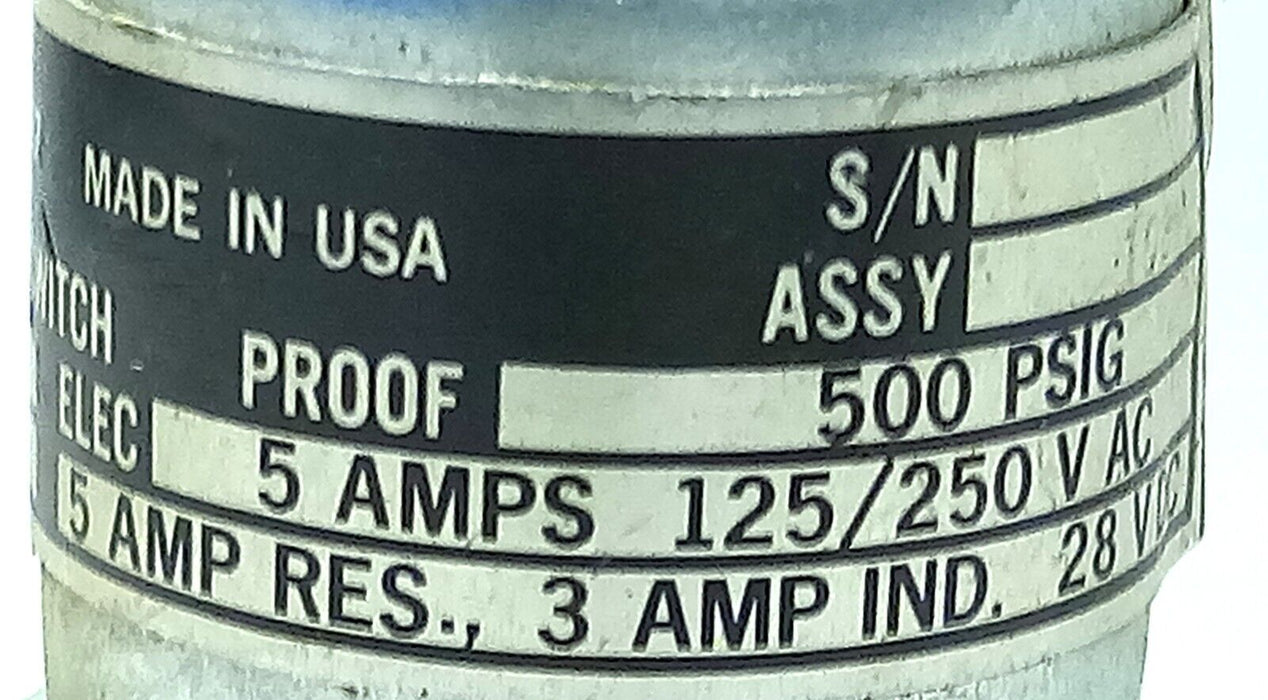 MADE IN USA
S/N
ASSY
PROOF 500 PSIG
ELEC 5 AMPS 125/250 V AC
5 AMP RES., 3 AMP IND. 28 VDC